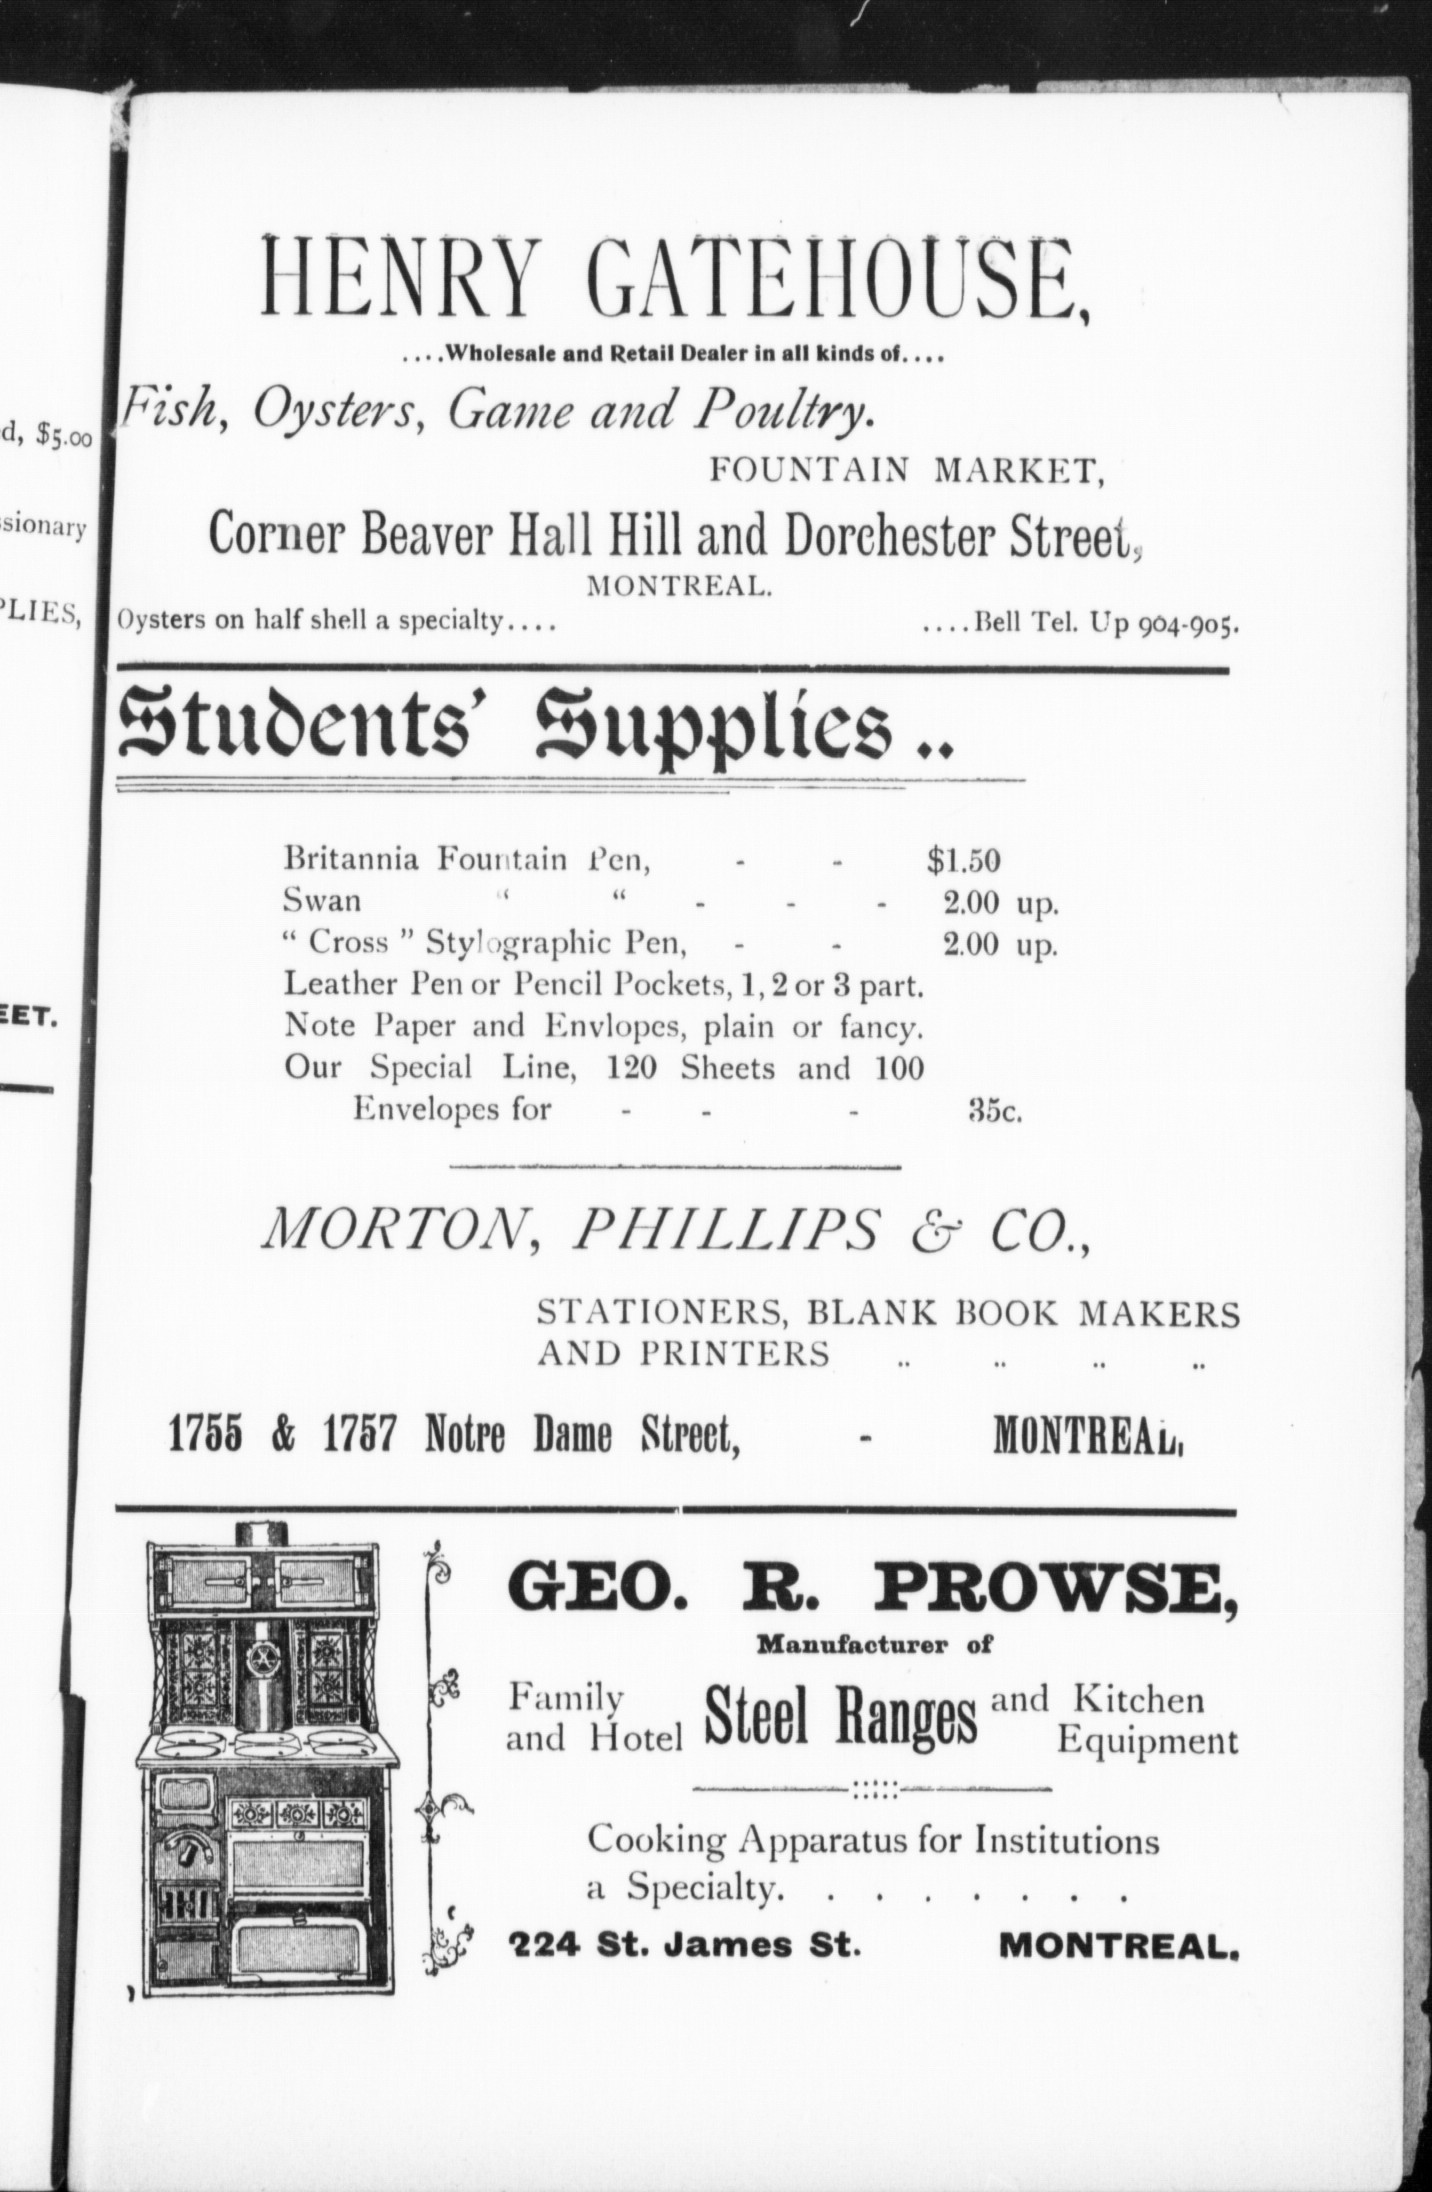 d, $5.00
ssionary
PLIES,
EET.
HENRY GATEHOUSE,
....Wholesale and Retail Dealer in all kinds of....
Fish, Oysters, Game and Poultry.
FOUNTAIN MARKET,
Corner Beaver Hall Hill and Dorchester Street,
MONTREAL.
Oysters on half shell a specialty.... ....Bell Tel. Up 904-905.
Students' Supplies ..
Britannia Fountain Pen, - - $1.50
Swan “ “ - - - 2.00 up.
“ Cross ” Stylographic Pen, - - 2.00 up.
Leather Pen or Pencil Pockets, 1, 2 or 3 part.
Note Paper and Envlopes, plain or fancy.
Our Special Line, 120 Sheets and 100
Envelopes for - - - 35c.
MORTON, PHILLIPS & CO.,
STATIONERS, BLANK BOOK MAKERS
AND PRINTERS .. .. .. ..
1755 & 1757 Notre Dame Street, - MONTREAL.
GEO. R. PROWSE,
Manufacturer of
Family and Hotel Steel Ranges and Kitchen Equipment
Cooking Apparatus for Institutions
a Specialty. . . . . . . .
224 St. James St. MONTREAL.